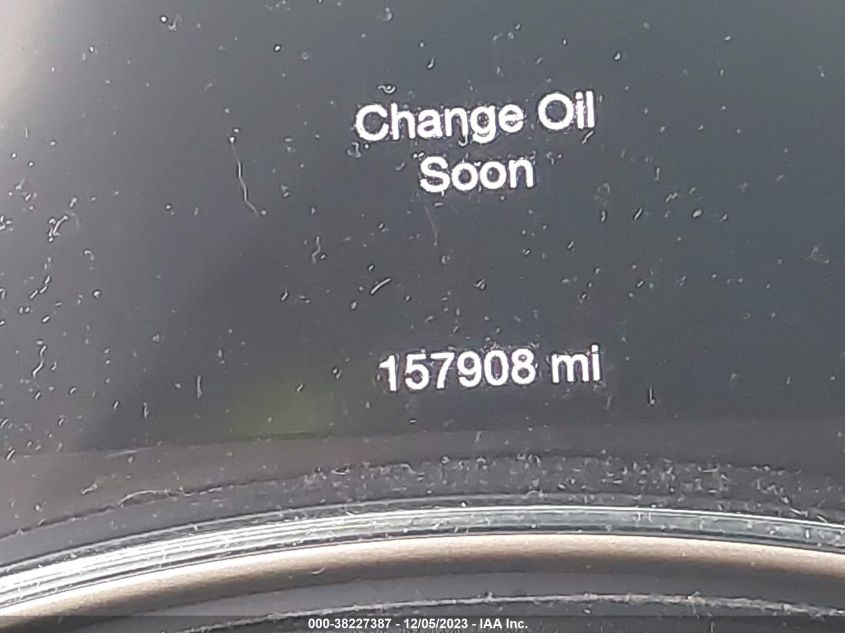 Change Oil
Soon
157908 mi
000-38227387 - 12/05/2023 - IAA Inc.